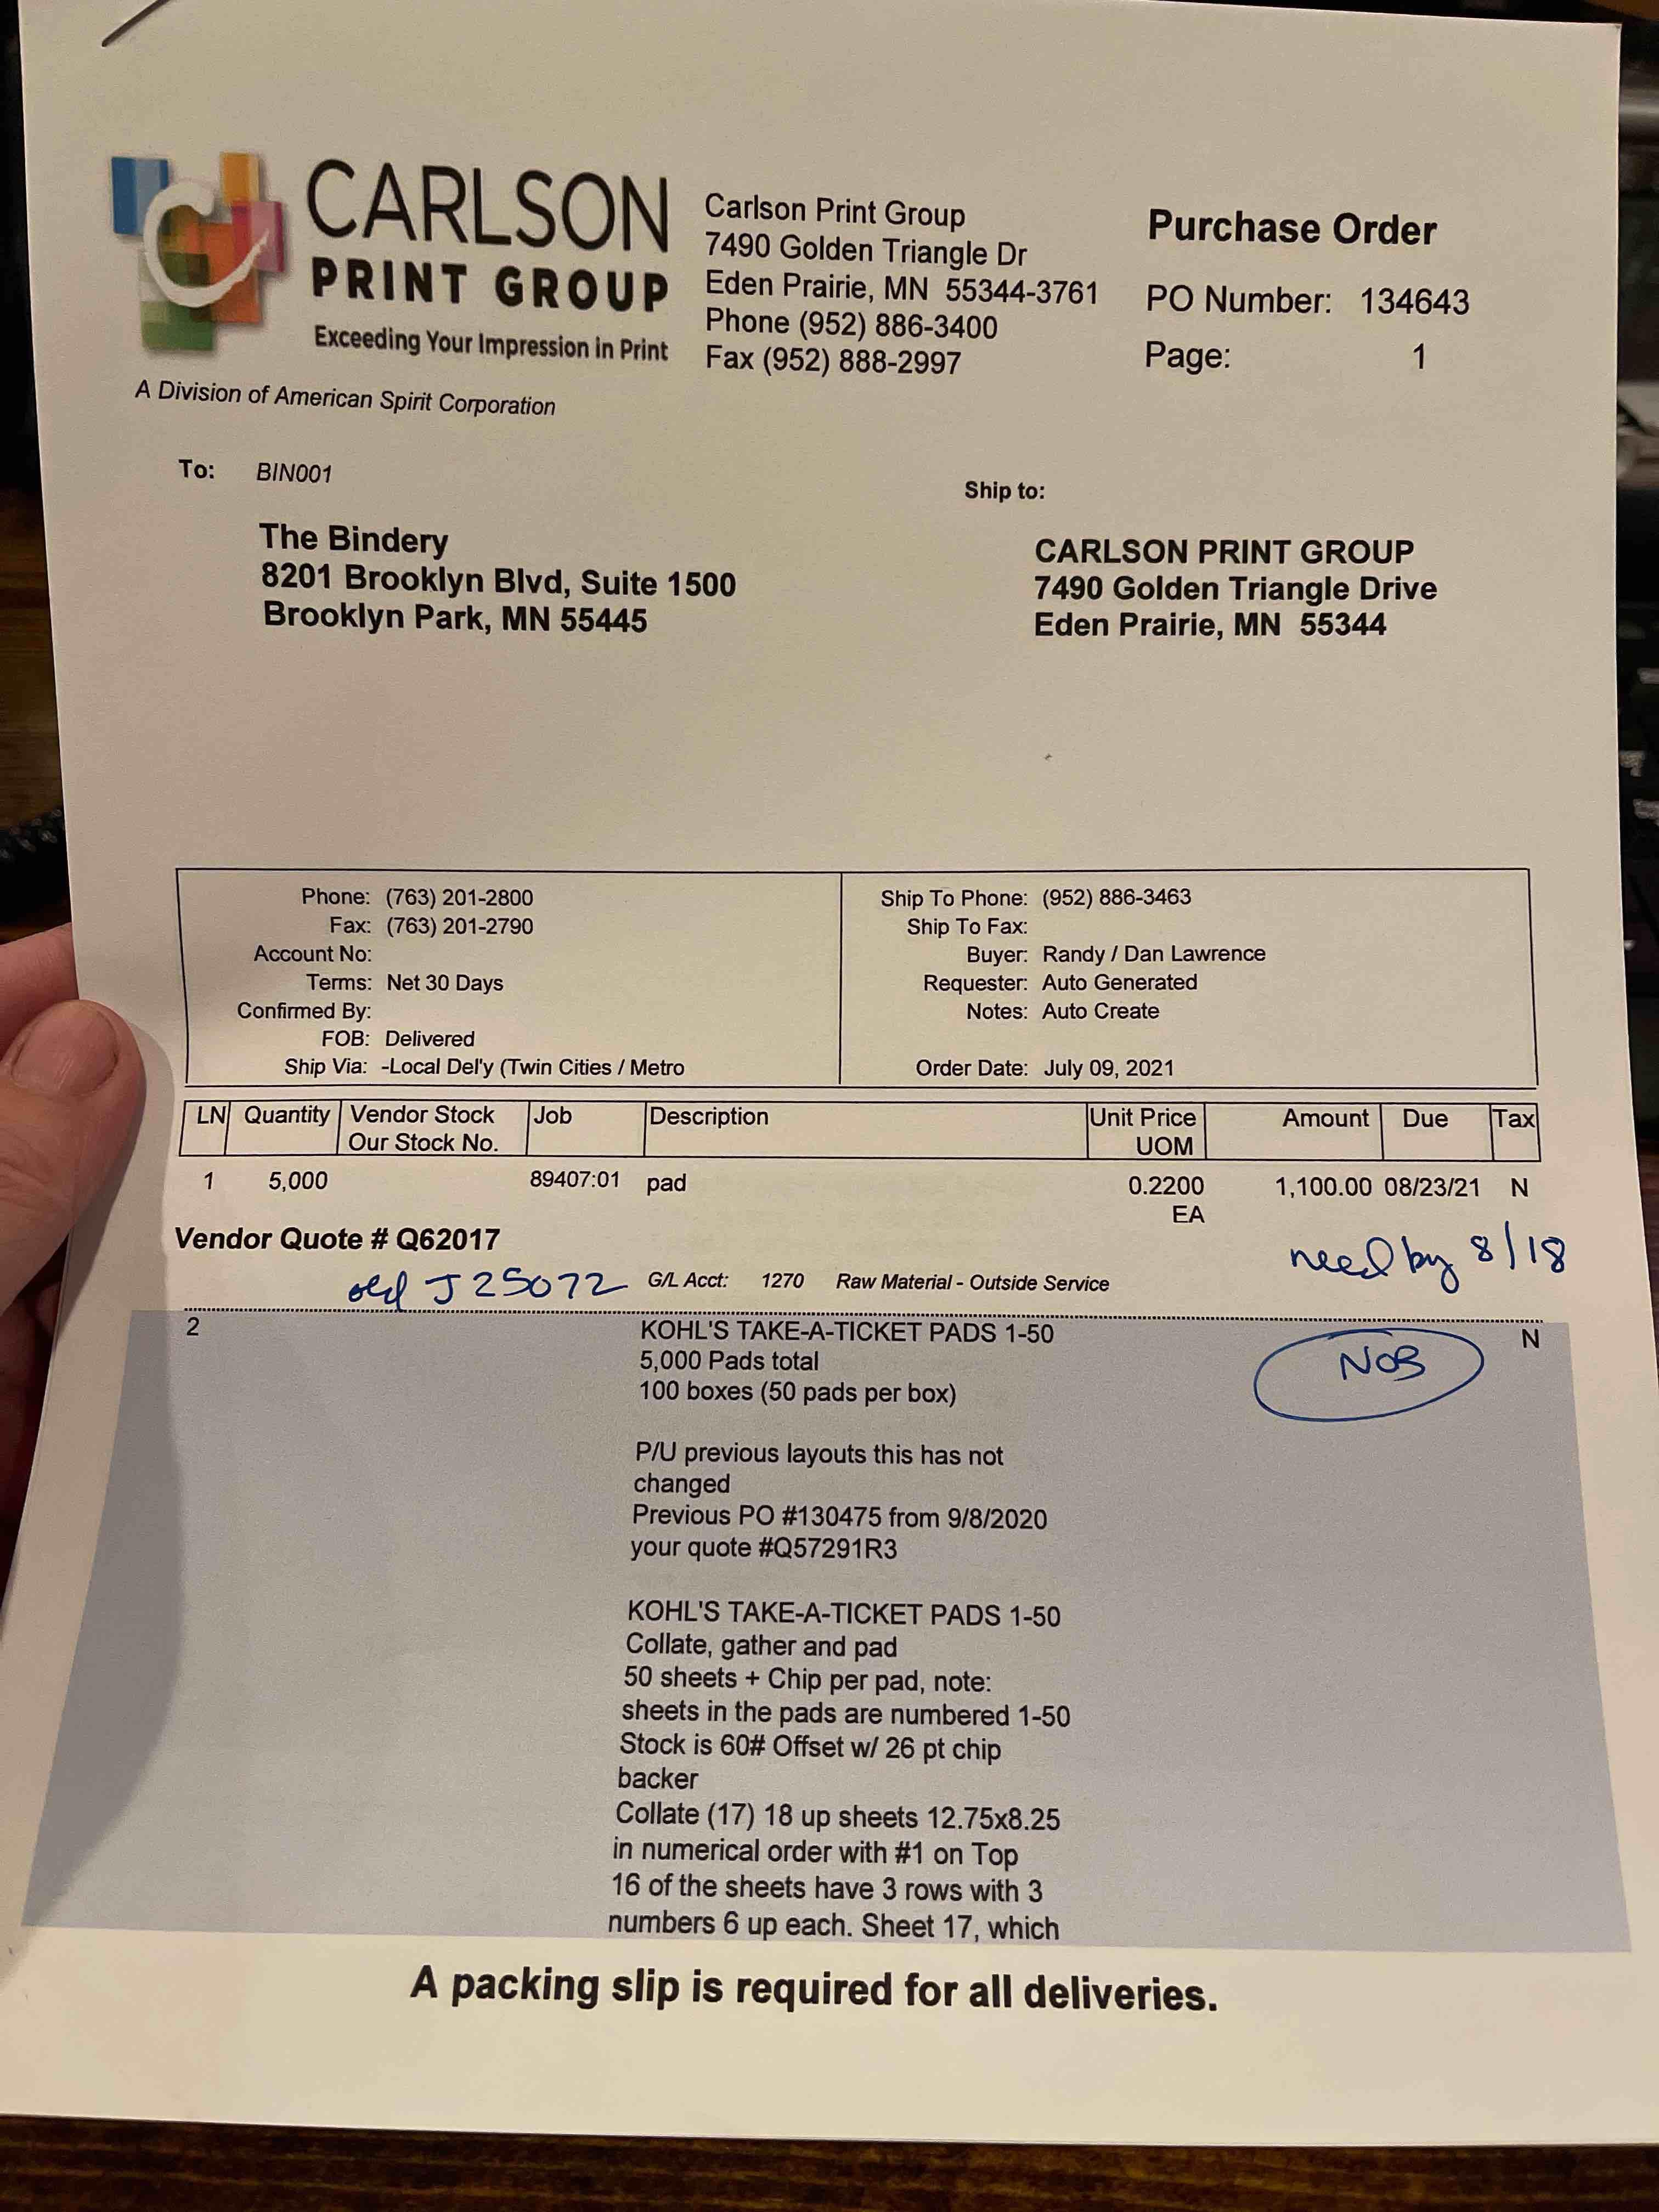 CARLSON
PRINT GROUP
Exceeding Your Impression in Print
A Division of American Spirit Corporation
Carlson Print Group
7490 Golden Triangle Dr
Eden Prairie, MN 55344-3761
Phone (952) 886-3400
Fax (952) 888-2997
Purchase Order
PO Number: 134643
Page: 1
To: BIN001
The Bindery
8201 Brooklyn Blvd, Suite 1500
Brooklyn Park, MN 55445
Ship to:
CARLSON PRINT GROUP
7490 Golden Triangle Drive
Eden Prairie, MN 55344
Phone: (763) 201-2800
Fax: (763) 201-2790
Account No:
Terms: Net 30 Days
Confirmed By:
FOB: Delivered
Ship Via: -Local Del'y (Twin Cities / Metro
Ship To Phone: (952) 886-3463
Ship To Fax:
Buyer: Randy / Dan Lawrence
Requester: Auto Generated
Notes: Auto Create
Order Date: July 09, 2021
LN Quantity Vendor Stock Job Description Unit Price Amount Due Tax
Our Stock No. UOM
1 5,000 89407:01 pad 0.2200 1,100.00 08/23/21 N
EA
Vendor Quote # Q62017
need by 8/18
old J25072 G/L Acct: 1270 Raw Material - Outside Service
2 KOHL'S TAKE-A-TICKET PADS 1-50 N
NOB
5,000 Pads total
100 boxes (50 pads per box)
P/U previous layouts this has not
changed
Previous PO #130475 from 9/8/2020
your quote #Q57291R3
KOHL'S TAKE-A-TICKET PADS 1-50
Collate, gather and pad
50 sheets + Chip per pad, note:
sheets in the pads are numbered 1-50
Stock is 60# Offset w/ 26 pt chip
backer
Collate (17) 18 up sheets 12.75x8.25
in numerical order with #1 on Top
16 of the sheets have 3 rows with 3
numbers 6 up each. Sheet 17, which
A packing slip is required for all deliveries.